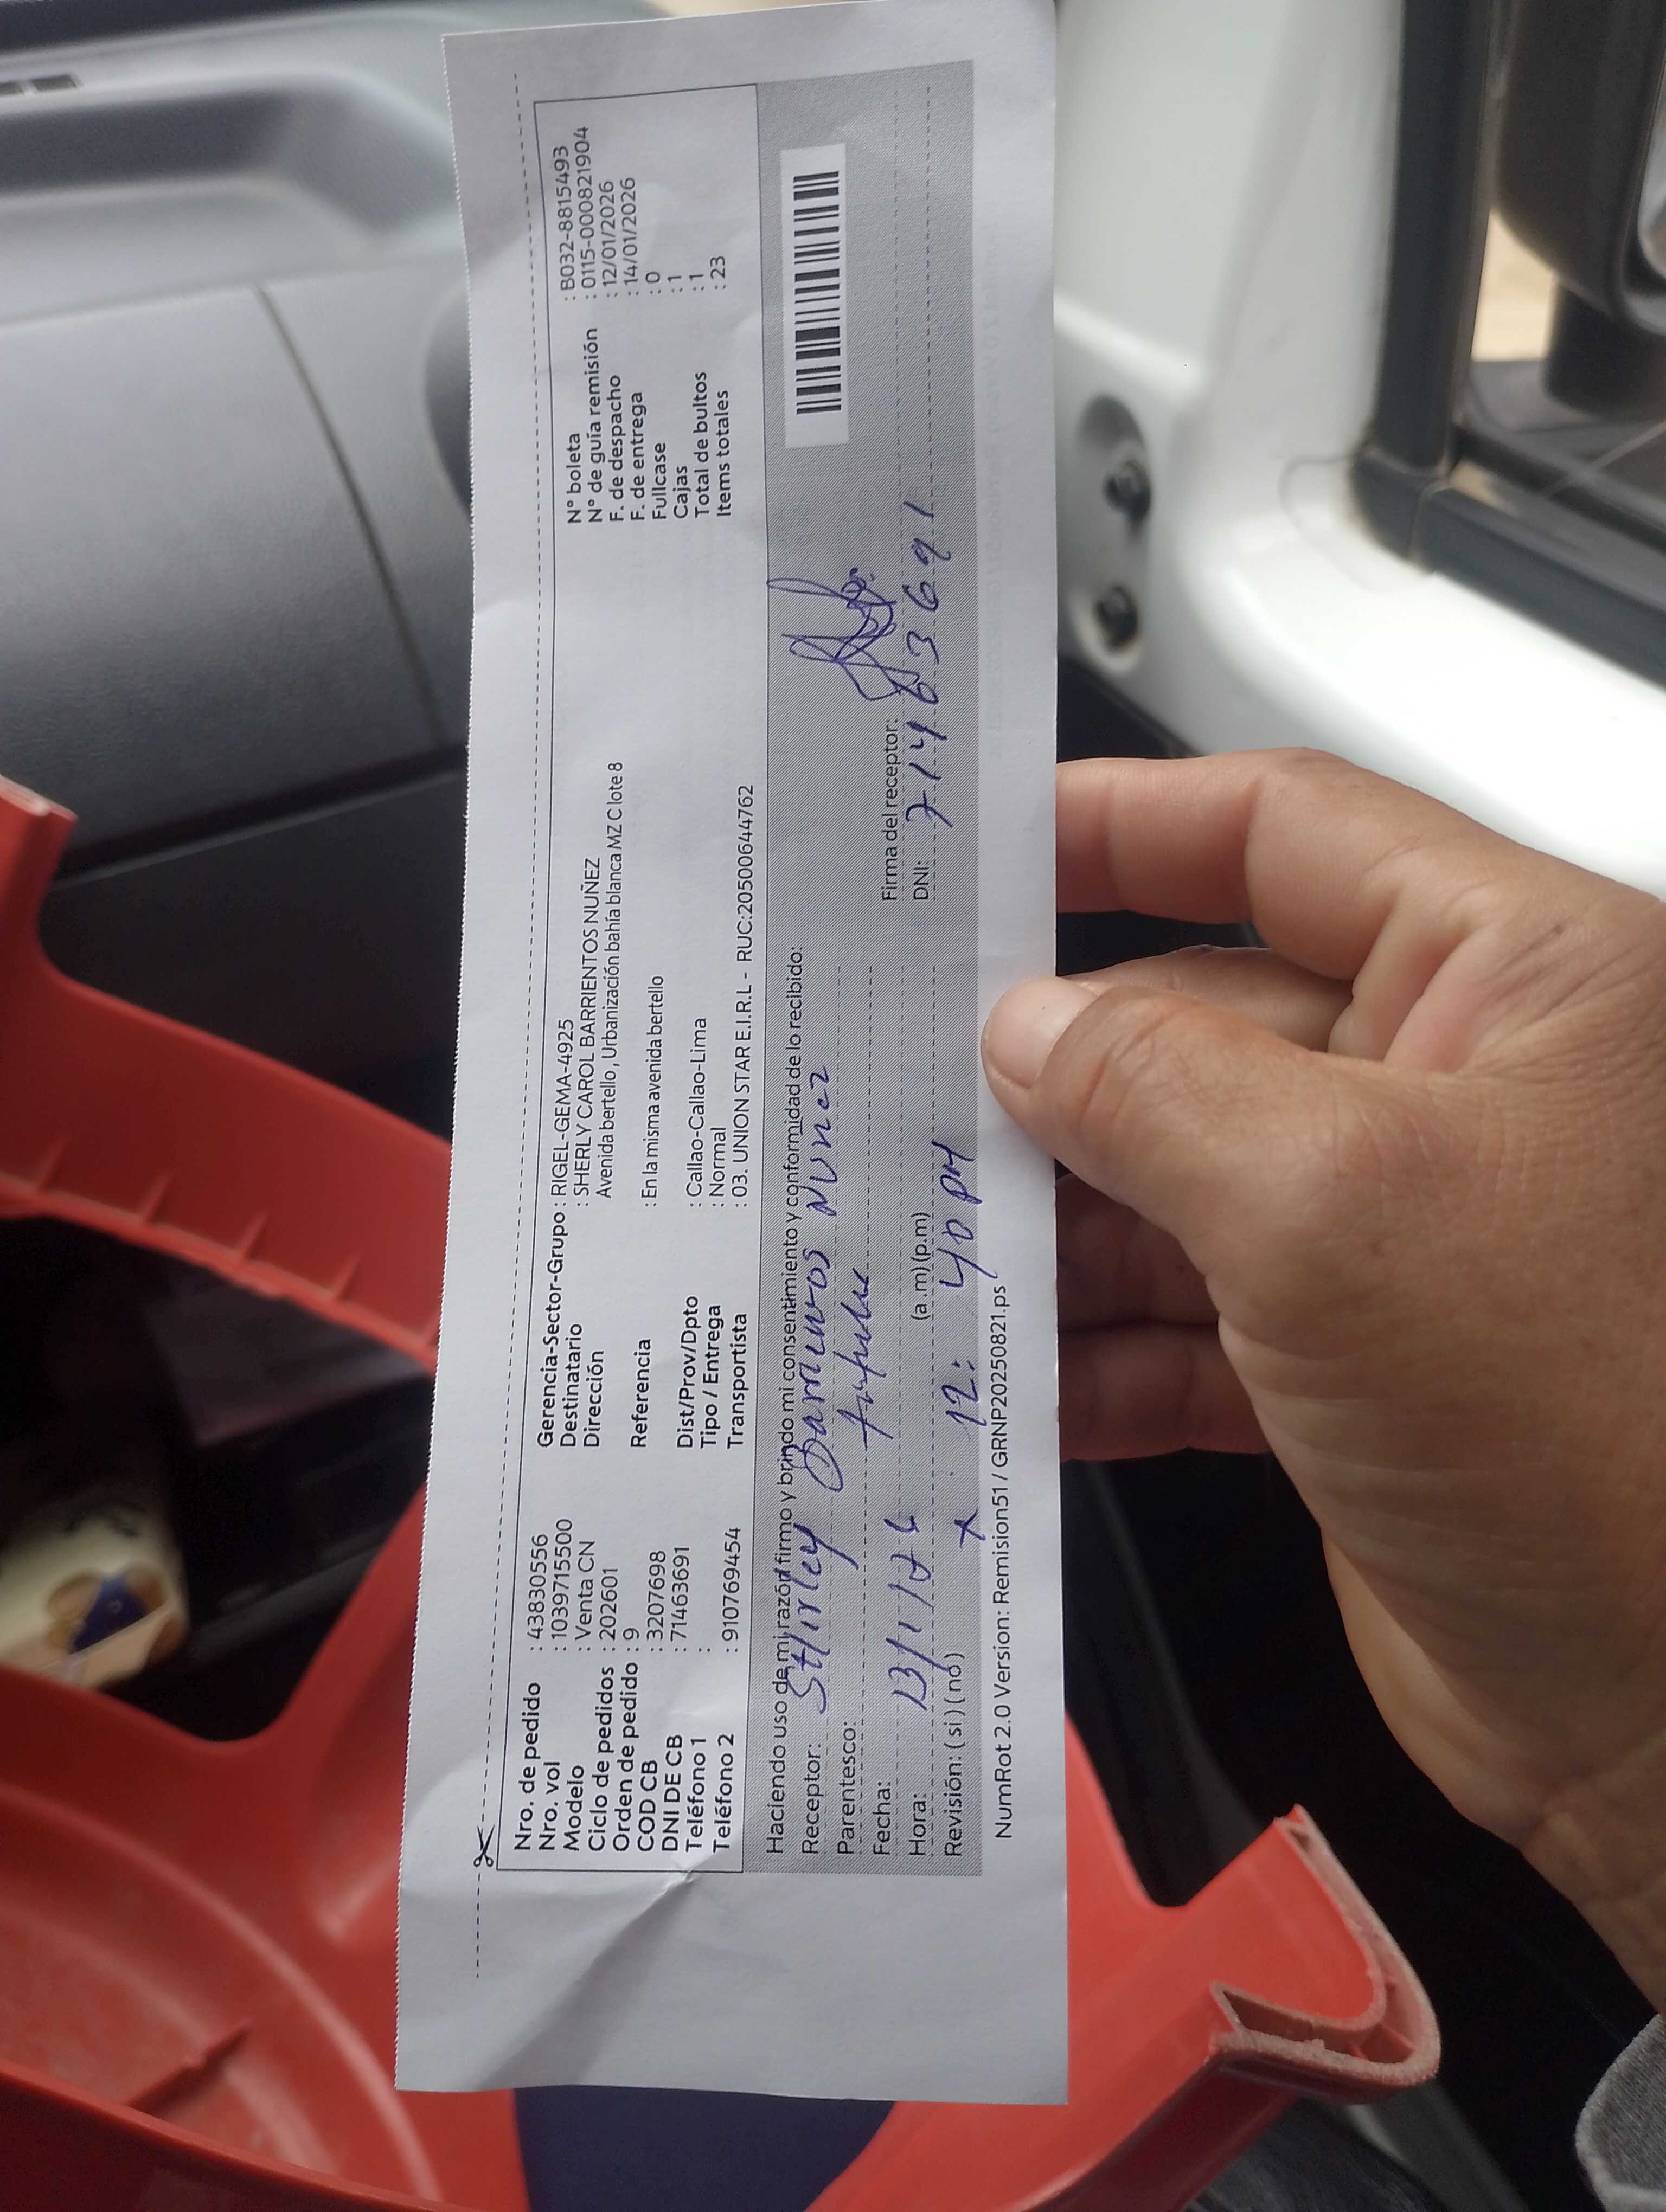 Nro. de pedido : 43830556
Nro. vol : 1039715500
Modelo : Venta CN
Ciclo de pedidos : 202601
Orden de pedido : 9
COD CB : 3207698
DNI DE CB : 71463691
Teléfono 1 :
Teléfono 2 : 910769454
Gerencia-Sector-Grupo : RIGEL-GEMA-4925
Destinatario : SHERLY CAROL BARRIENTOS NUÑEZ
Dirección Avenida bertello, Urbanización bahía blanca MZ C lote 8
Referencia : En la misma avenida bertello
Dist/Prov/Dpto : Callao-Callao-Lima
Tipo / Entrega : Normal
Transportista : 03. UNION STAR E.I.R.L - RUC:20500644762
N° boleta : B032-8815493
N° de guía remisión : 0115-000821904
F. de despacho : 12/01/2026
F. de entrega : 14/01/2026
Fullcase : 0
Cajas : 1
Total de bultos : 1
Items totales : 23
Haciendo uso de mi razón firmo y brindo mi consentimiento y conformidad de lo recibido:
Receptor: Barrientos Nunez
Parentesco:
Fecha: 13/1/26
Hora: 12:40 PM (a.m) (p.m)
Revisión: (si) (no) x
Firma del receptor:
DNI: 71463691
NumRot 2.0 Version: Remision51 / GRNP20250821.ps